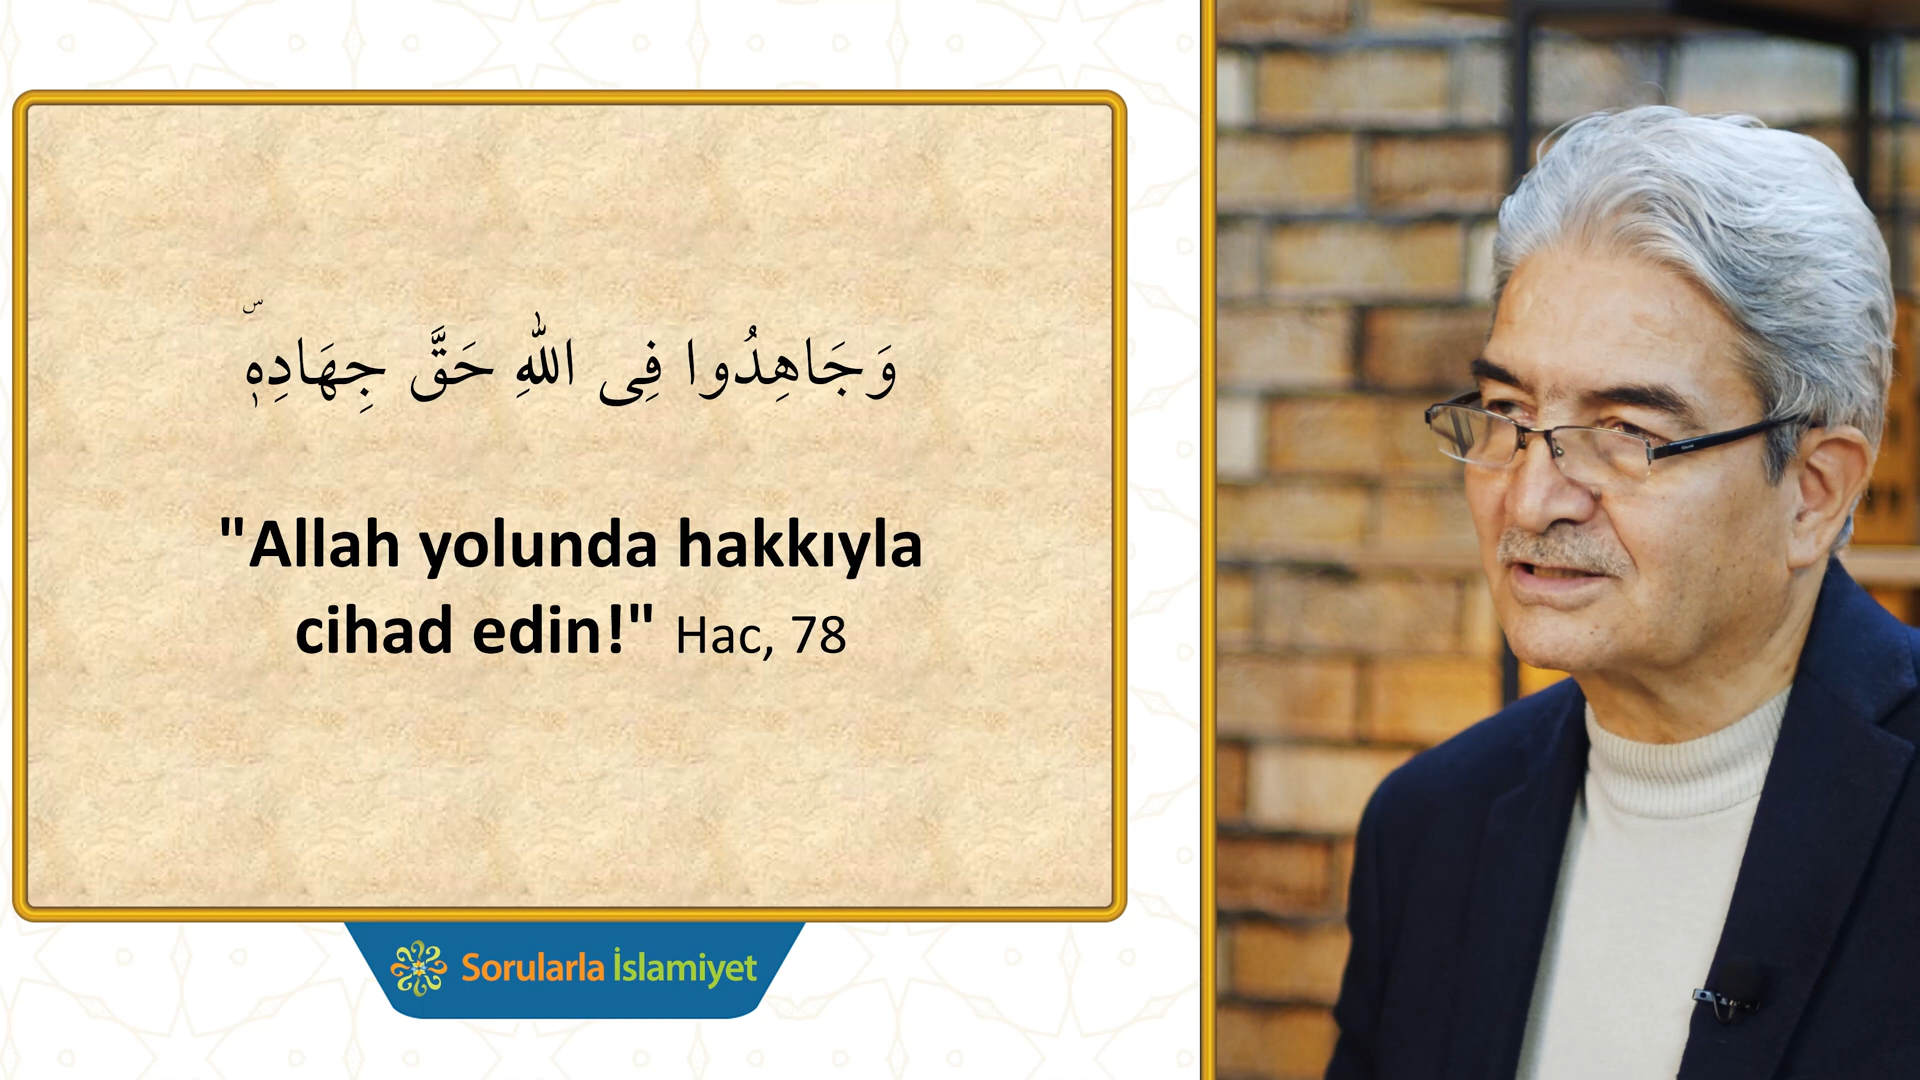 وَجَاهِدُوا فِى اللّٰهِ حَقَّ جِهَادِهٖۜ
"Allah yolunda hakkıyla
cihad edin!" Hac, 78
Sorularla İslamiyet